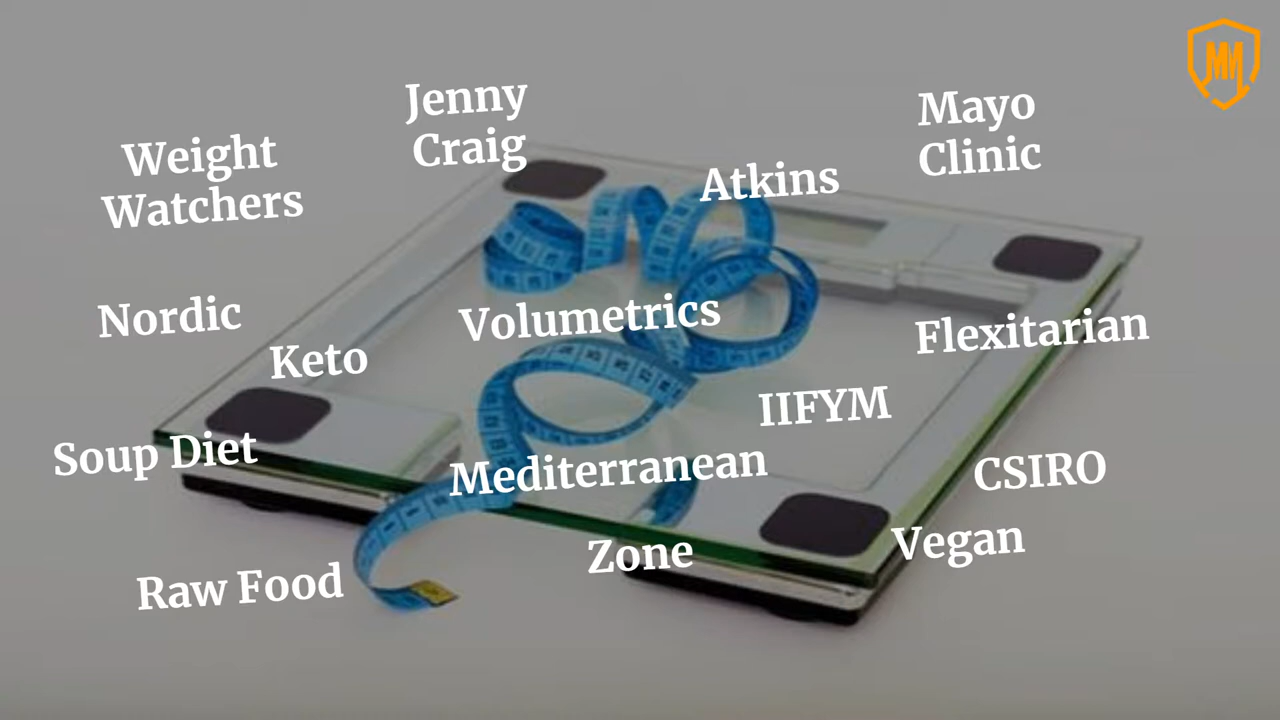 Jenny
Craig
Mayo
Clinic
Weight
Watchers
Atkins
Nordic
Volumetrics
Flexitarian
Keto
IIFYM
Soup Diet
Mediterranean
CSIRO
Zone
Vegan
Raw Food